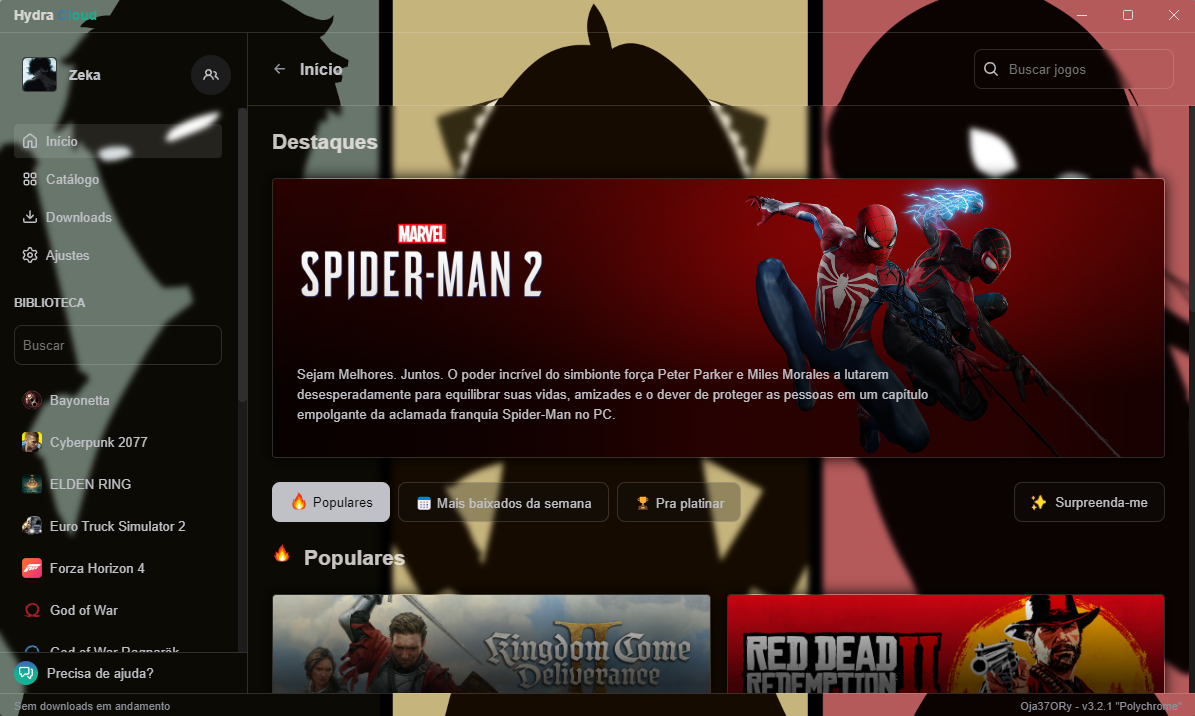 Hydra Cloud
Zeka
Início
Buscar jogos
Início
Catálogo
Downloads
Ajustes
BIBLIOTECA
Buscar
Bayonetta
Cyberpunk 2077
ELDEN RING
Euro Truck Simulator 2
Forza Horizon 4
God of War
God of War Ragnarök
Precisa de ajuda?
Destaques
MARVEL
SPIDER-MAN 2
Sejam Melhores. Juntos. O poder incrível do simbionte força Peter Parker e Miles Morales a lutarem
desesperadamente para equilibrar suas vidas, amizades e o dever de proteger as pessoas em um capítulo
empolgante da aclamada franquia Spider-Man no PC.
🔥 Populares
📅 Mais baixados da semana
🏆 Pra platinar
✨ Surpreenda-me
🔥 Populares
Kingdom Come
II
Deliverance
RED DEAD
REDEMPTION II
Sem downloads em andamento
Oja37ORy - v3.2.1 "Polychrome"